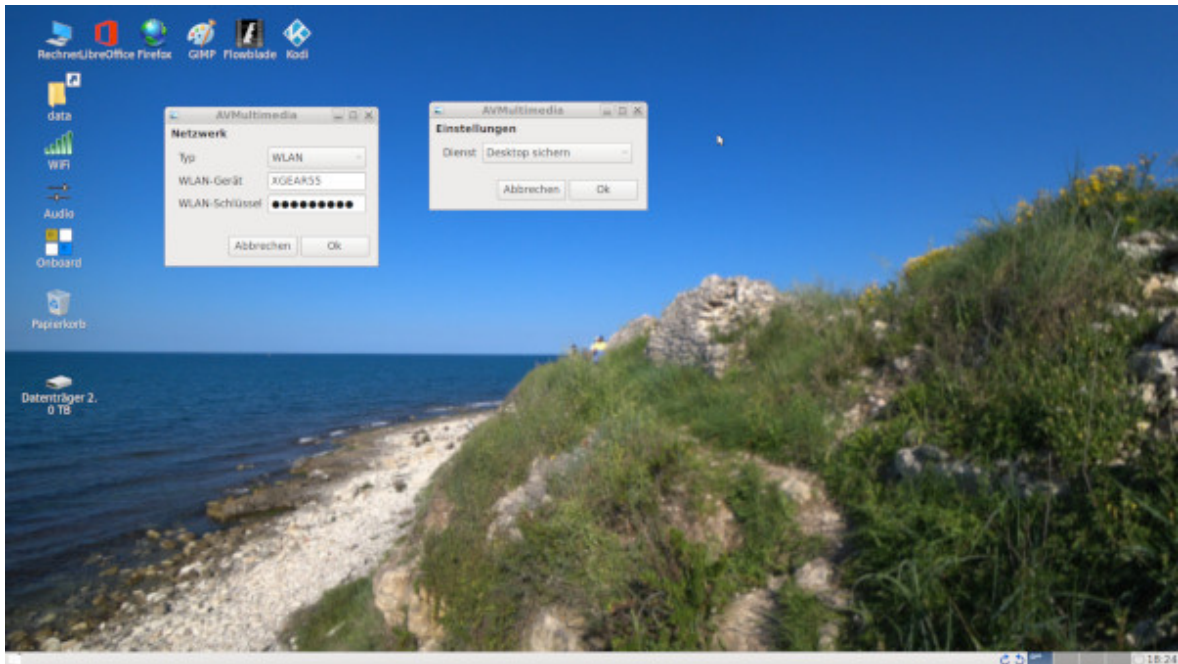 Rechner LibreOffice Firefox GIMP Flowblade Kodi
data
WiFi
Audio
Onboard
Papierkorb
Datenträger 2.
0 TB
AVMultimedia
Netzwerk
Typ WLAN
WLAN-Gerät XGEAR55
WLAN-Schlüssel ●●●●●●●●●
Abbrechen Ok
AVMultimedia
Einstellungen
Dienst Desktop sichern
Abbrechen Ok
18:24